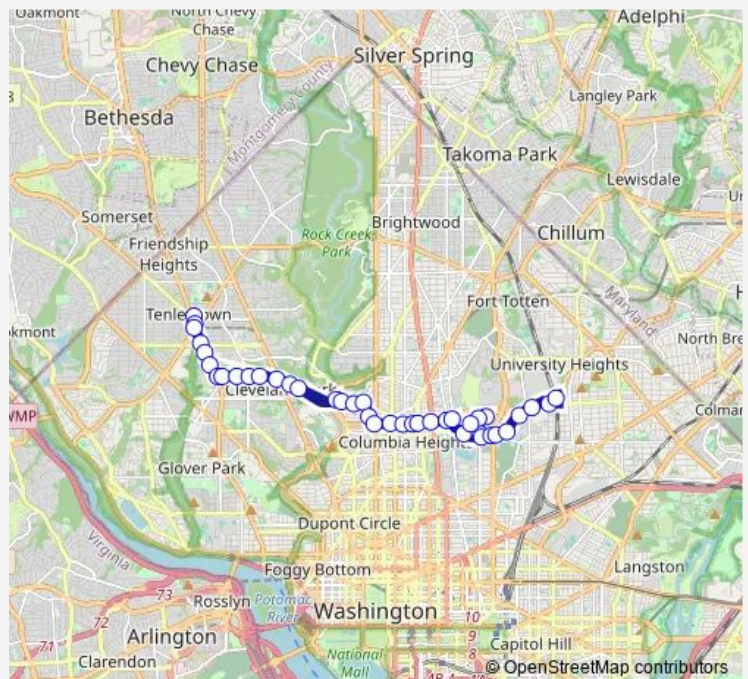 Oakmont
North Chevy
Chase
Adelphi
Silver Spring
Chevy Chase
Langley Park
Bethesda
Montgomery County
Takoma Park
Lewisdale
Somerset
Brightwood
Chillum
Friendship
Heights
Rock Creek
Park
Fort Totten
Maryland
North Bre
kmont
University Heights
Colmar
WMP
Columbia Height
Glover Park
Dupont Circle
Virginia
Foggy Bottom
Langston
Rosslyn
Potomac
River
73
72
71
Washington
10
9
8
Arlington
Clarendon
National
Mall
Capitol Hill
© OpenStreetMap contributors